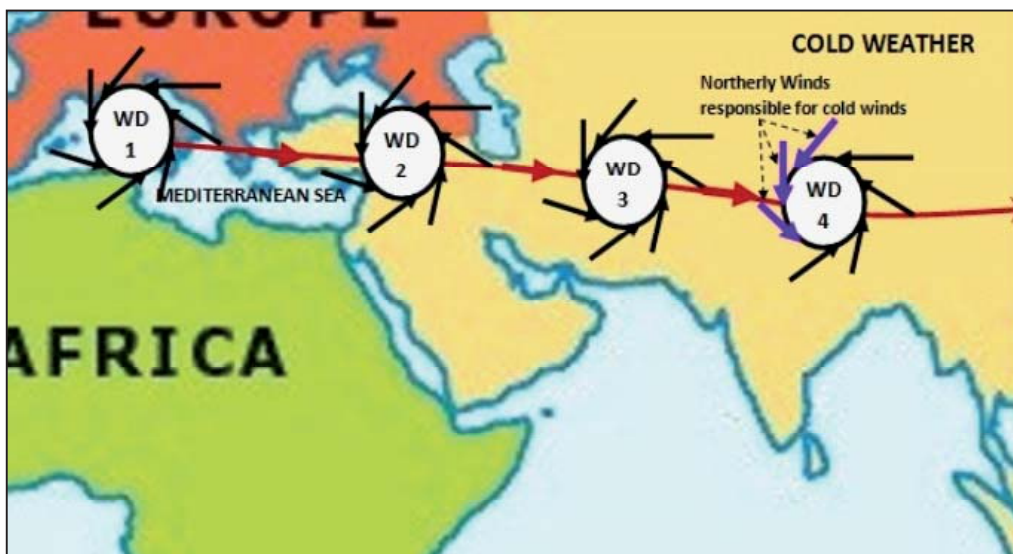 EUROPE
COLD WEATHER
Northerly Winds
responsible for cold winds
WD
1
WD
2
WD
3
WD
4
MEDITERRANEAN SEA
AFRICA